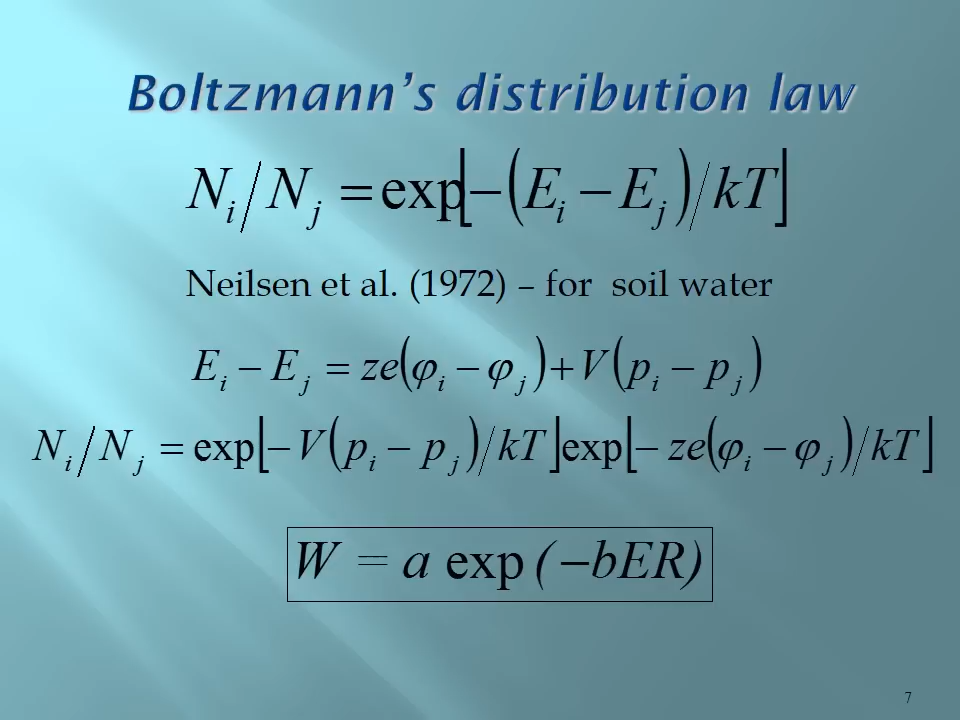 Boltzmann’s distribution law
N_i / N_j = exp[−(E_i − E_j) / kT]
Neilsen et al. (1972) – for soil water
E_i − E_j = ze(φ_i − φ_j) + V(p_i − p_j)
N_i / N_j = exp[−V(p_i − p_j) / kT] exp[−ze(φ_i − φ_j) / kT]
W = a exp (−bER)
7